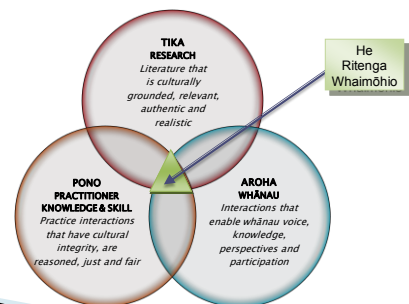 TIKA
RESEARCH
Literature that
is culturally
grounded, relevant,
authentic and
realistic
He
Ritenga
Whaimōhio
PONO
PRACTITIONER
KNOWLEDGE & SKILL
Practice interactions
that have cultural
integrity, are
reasoned, just and fair
AROHA
WHĀNAU
Interactions that
enable whānau voice,
knowledge,
perspectives and
participation